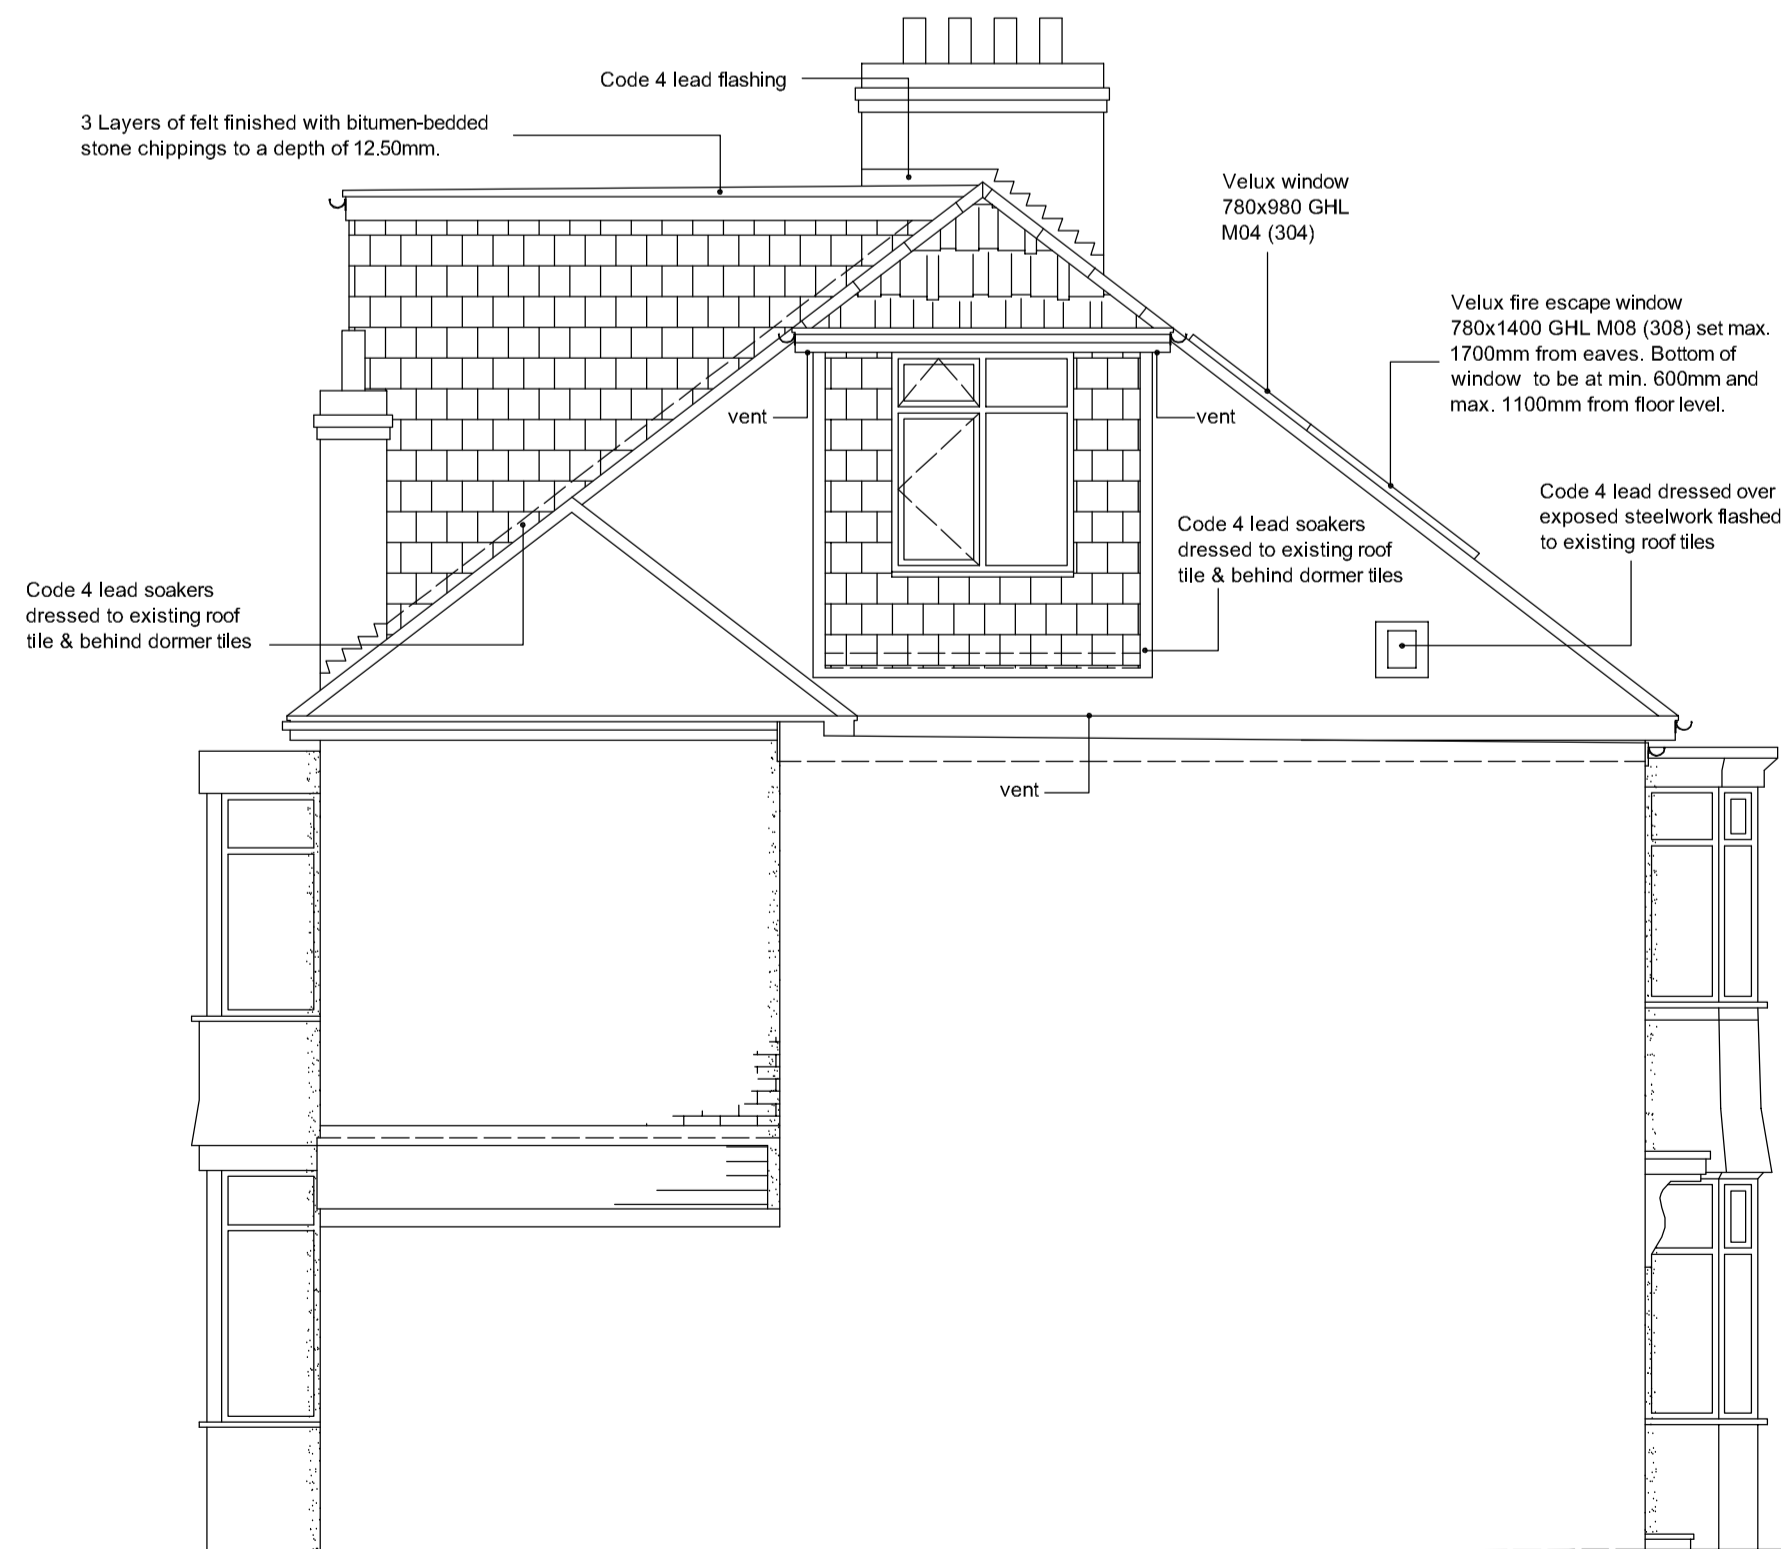 Code 4 lead flashing
3 Layers of felt finished with bitumen-bedded
stone chippings to a depth of 12.50mm.
Velux window
780x980 GHL
M04 (304)
Velux fire escape window
780x1400 GHL M08 (308) set max.
1700mm from eaves. Bottom of
window to be at min. 600mm and
max. 1100mm from floor level.
vent
vent
Code 4 lead dressed over
exposed steelwork flashed
to existing roof tiles
Code 4 lead soakers
dressed to existing roof
tile & behind dormer tiles
Code 4 lead soakers
dressed to existing roof
tile & behind dormer tiles
vent